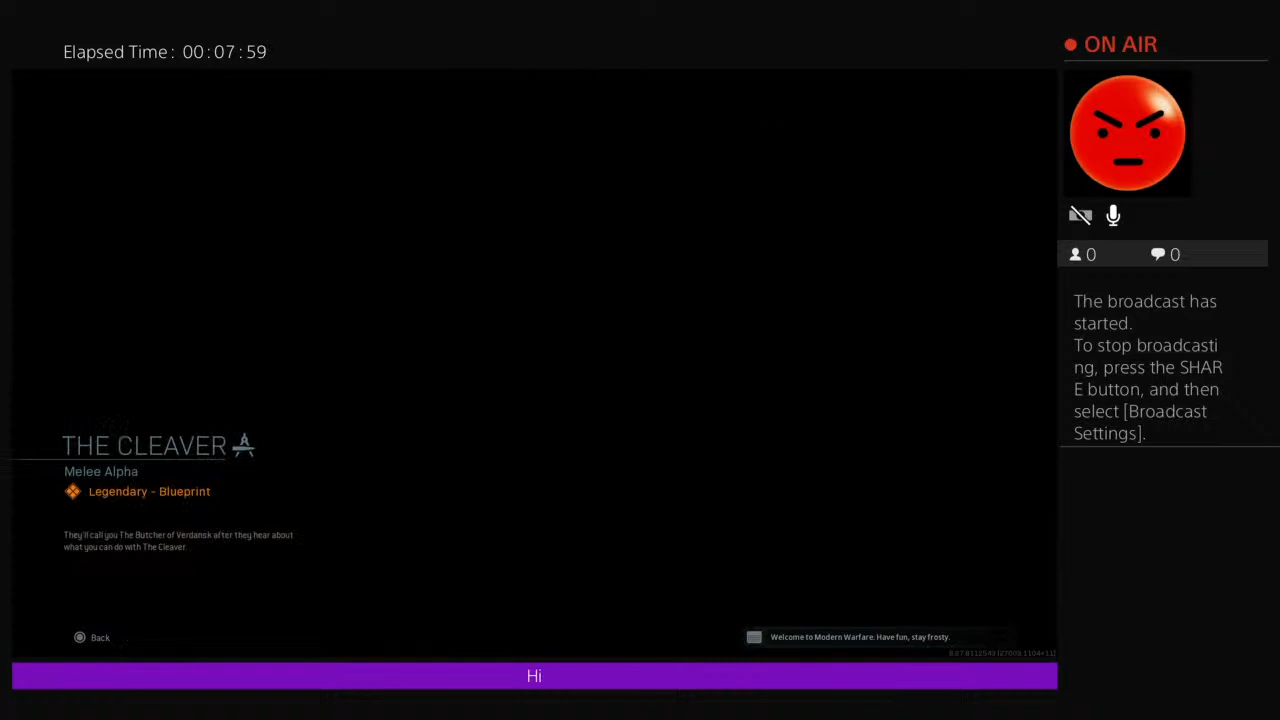 Elapsed Time: 00:07:59
ON AIR
0 0
The broadcast has
started.
To stop broadcasti
ng, press the SHAR
E button, and then
select [Broadcast
Settings].
THE CLEAVER
Melee Alpha
Legendary - Blueprint
They'll call you The Butcher of Verdansk after they hear about
what you can do with The Cleaver.
Back
Welcome to Modern Warfare. Have fun, stay frosty.
Hi